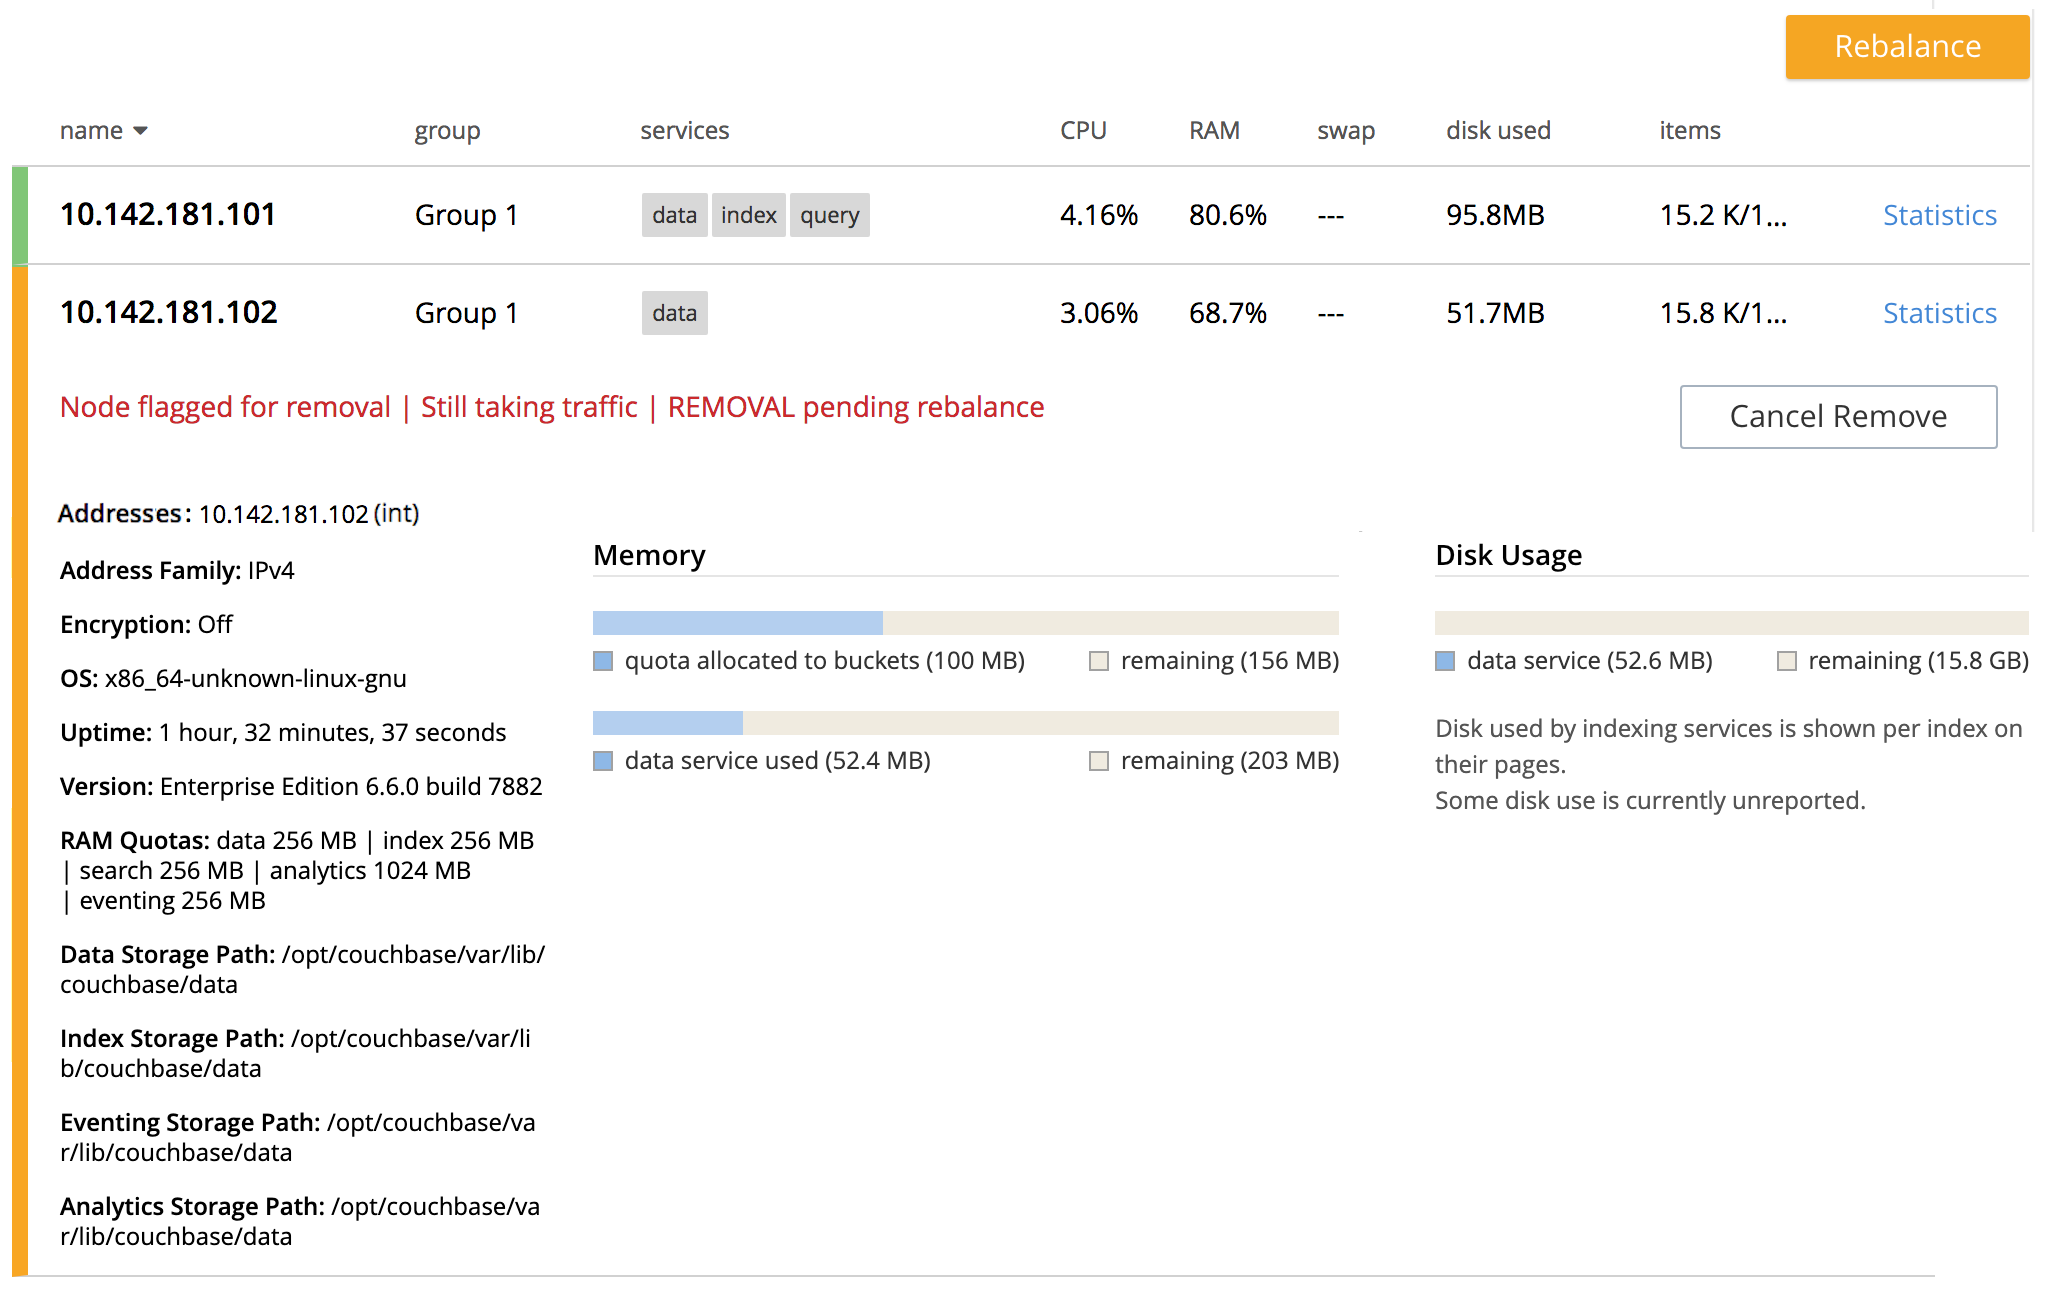 Rebalance
name group services CPU RAM swap disk used items
10.142.181.101 Group 1 data index query 4.16% 80.6% --- 95.8MB 15.2 K/1... Statistics
10.142.181.102 Group 1 data 3.06% 68.7% --- 51.7MB 15.8 K/1... Statistics
Node flagged for removal | Still taking traffic | REMOVAL pending rebalance
Cancel Remove
Addresses: 10.142.181.102 (int)
Address Family: IPv4
Encryption: Off
OS: x86_64-unknown-linux-gnu
Uptime: 1 hour, 32 minutes, 37 seconds
Version: Enterprise Edition 6.6.0 build 7882
RAM Quotas: data 256 MB | index 256 MB
| search 256 MB | analytics 1024 MB
| eventing 256 MB
Data Storage Path: /opt/couchbase/var/lib/
couchbase/data
Index Storage Path: /opt/couchbase/var/li
b/couchbase/data
Eventing Storage Path: /opt/couchbase/va
r/lib/couchbase/data
Analytics Storage Path: /opt/couchbase/va
r/lib/couchbase/data
Memory
quota allocated to buckets (100 MB) remaining (156 MB)
data service used (52.4 MB) remaining (203 MB)
Disk Usage
data service (52.6 MB) remaining (15.8 GB)
Disk used by indexing services is shown per index on
their pages.
Some disk use is currently unreported.